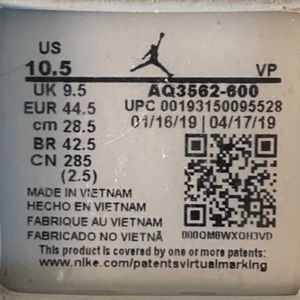 US
10.5 VP
UK 9.5 AQ3562-600
EUR 44.5 UPC 00193150095528
cm 28.5 01/16/19 | 04/17/19
BR 42.5
CN 285
(2.5)
MADE IN VIETNAM
HECHO EN VIETNAM
FABRIQUE AU VIETNAM
FABRICADO NO VIETNÃ 000QM8WXOH3VD
This product is covered by one or more patents:
www.nike.com/patentsvirtualmarking